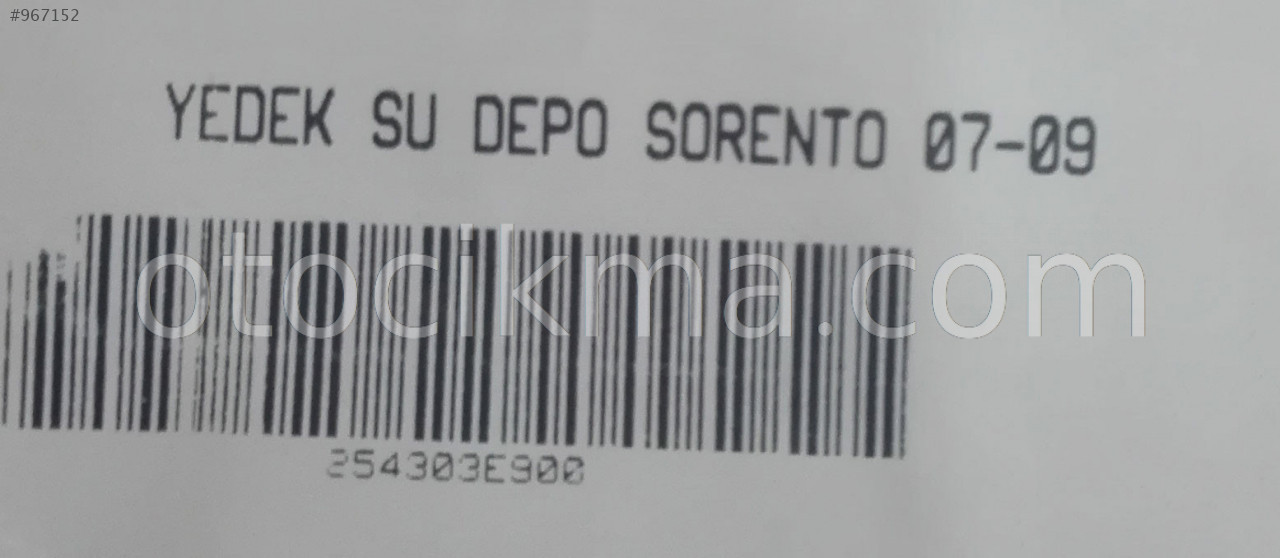 #967152
YEDEK SU DEPO SORENTO 07-09
otocikma.com
254303E900